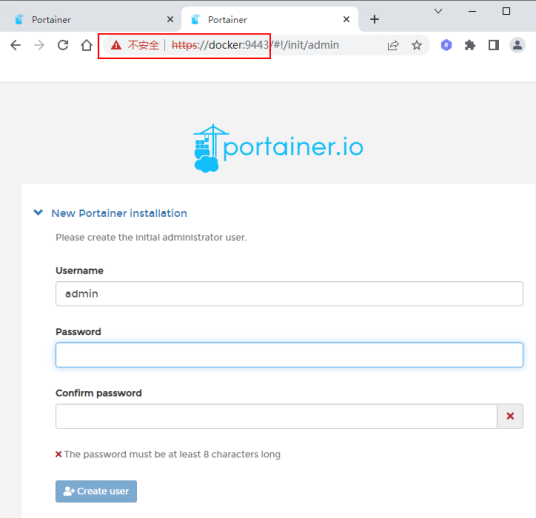 Portainer
Portainer
不安全 | https://docker:9443/#!/init/admin
portainer.io
New Portainer installation
Please create the initial administrator user.
Username
admin
Password
Confirm password
The password must be at least 8 characters long
Create user